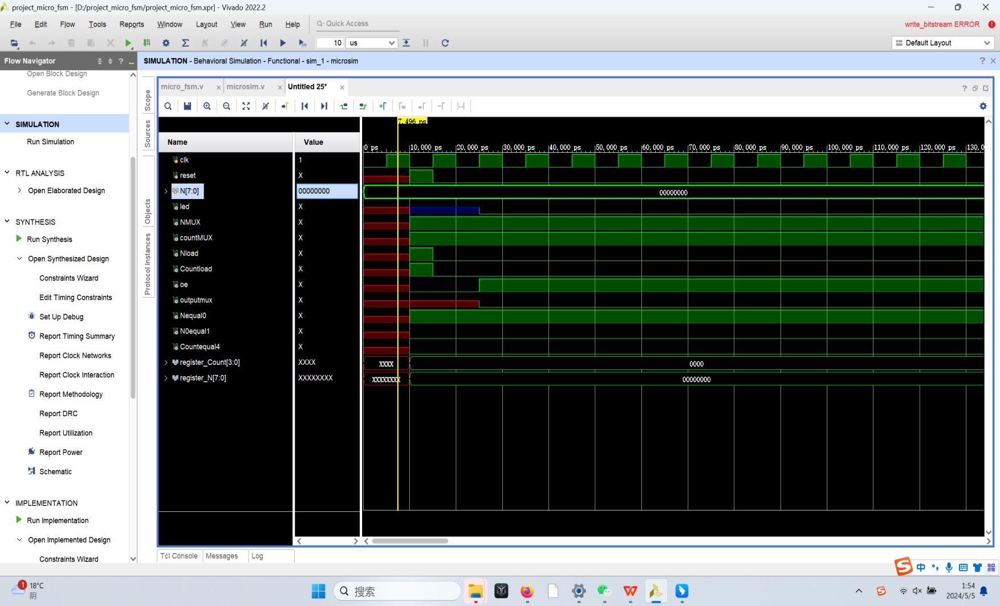 project_micro_fsm - [D:/project_micro_fsm/project_micro_fsm.xpr] - Vivado 2022.2
File Edit Flow Tools Reports Window Layout View Run Help Q- Quick Access
write_bitstream ERROR
10 us
Default Layout
Flow Navigator
SIMULATION - Behavioral Simulation - Functional - sim_1 - microsim
Open Block Design
Generate Block Design
SIMULATION
Run Simulation
RTL ANALYSIS
Open Elaborated Design
SYNTHESIS
Run Synthesis
Open Synthesized Design
Constraints Wizard
Edit Timing Constraints
Set Up Debug
Report Timing Summary
Report Clock Networks
Report Clock Interaction
Report Methodology
Report DRC
Report Utilization
Report Power
Schematic
IMPLEMENTATION
Run Implementation
Open Implemented Design
Constraints Wizard
Scope
Sources
Objects
Protocol Instances
micro_fsm.v microsim.v Untitled 25*
7,496 ps
Name Value
0 ps 10,000 ps 20,000 ps 30,000 ps 40,000 ps 50,000 ps 60,000 ps 70,000 ps 80,000 ps 90,000 ps 100,000 ps 110,000 ps 120,000 ps 130,0
clk 1
reset X
N[7:0] 00000000 00000000
led X
NMUX X
countMUX X
Nload X
Countload X
oe X
outputmux X
Nequal0 X
N0equal1 X
Countequal4 X
register_Count[3:0] XXXX XXXX 0000
register_N[7:0] XXXXXXXX XXXXXXXX 00000000
Tcl Console Messages Log
中
1
18°C
阴
搜索
1:54
2024/5/5